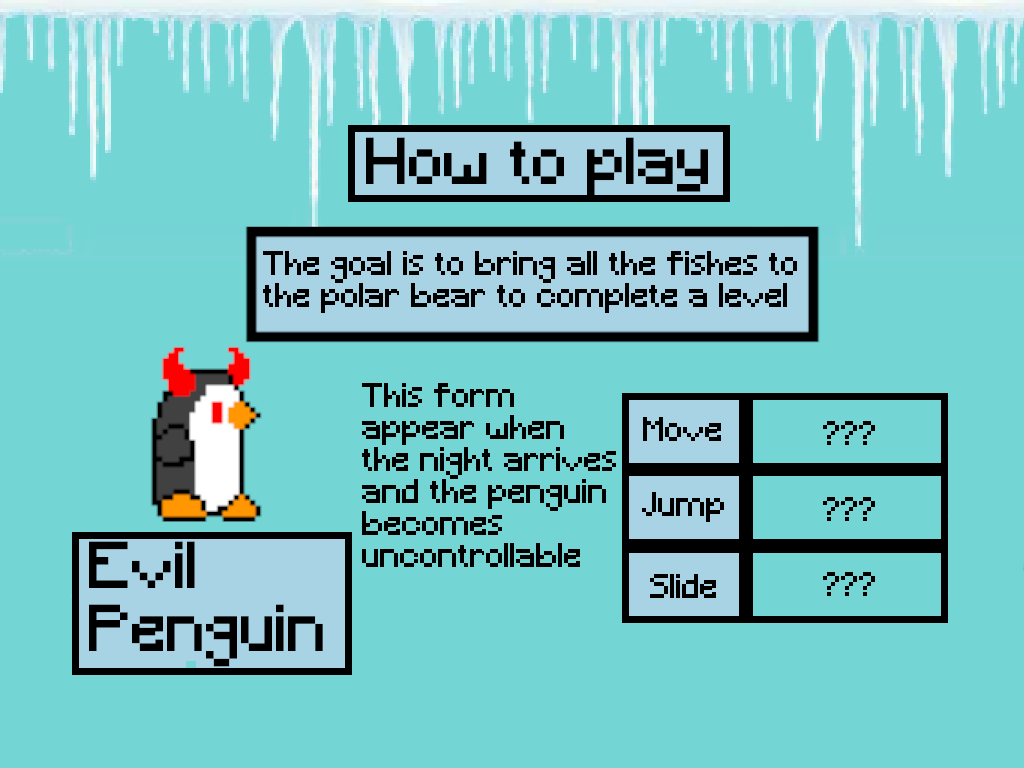 How to play
The goal is to bring all the fishes to
the polar bear to complete a level
This form
appear when
the night arrives
and the penguin
becomes
uncontrollable
Evil
Penguin
Move ???
Jump ???
Slide ???